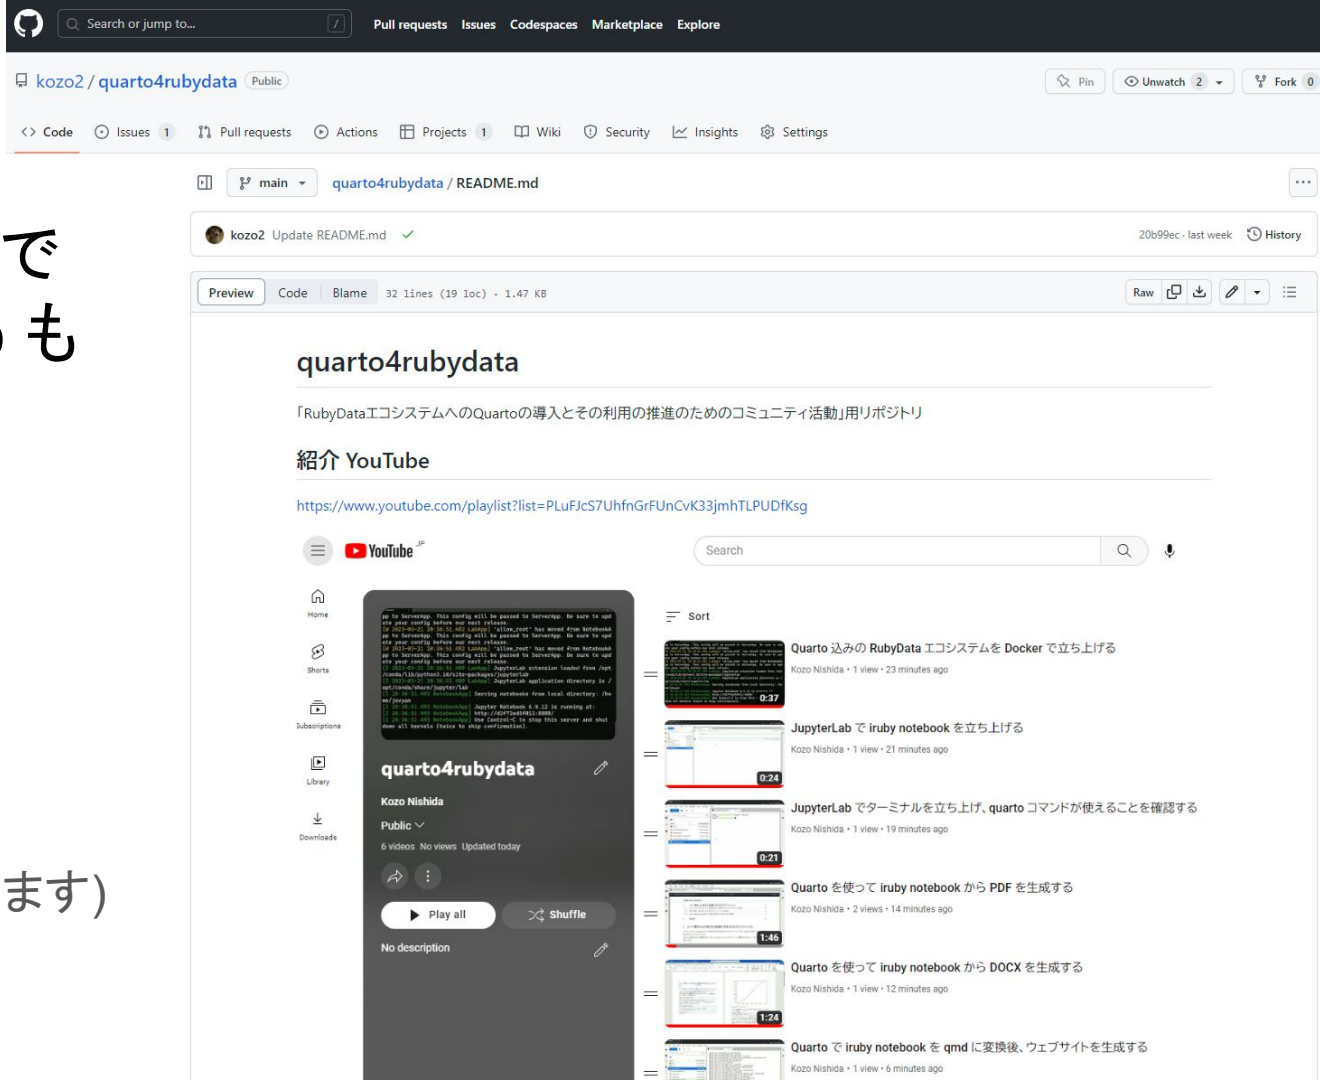 Search or jump to...
/
Pull requests Issues Codespaces Marketplace Explore
kozo2 / quarto4rubydata Public
Pin
Unwatch 2
Fork 0
Code Issues 1 Pull requests Actions Projects 1 Wiki Security Insights Settings
main quarto4rubydata / README.md
で
も
kozo2 Update README.md
20b99ec · last week History
Preview Code Blame 32 lines (19 loc) · 1.47 KB
Raw
quarto4rubydata
「RubyDataエコシステムへのQuartoの導入とその利用の推進のためのコミュニティ活動」用リポジトリ
紹介 YouTube
https://www.youtube.com/playlist?list=PLuFJcS7UhfnGrFUnCvK33jmhTLPUDfKsg
YouTube JP
Search
Home
Shorts
Subscriptions
Library
Downloads
quarto4rubydata
Kozo Nishida
Public
6 videos No views Updated today
Play all
Shuffle
No description
Sort
Quarto 込みの RubyData エコシステムを Docker で立ち上げる
Kozo Nishida • 1 view • 23 minutes ago
0:37
JupyterLab で iruby notebook を立ち上げる
Kozo Nishida • 1 view • 21 minutes ago
0:24
JupyterLab でターミナルを立ち上げ、quarto コマンドが使えることを確認する
Kozo Nishida • 1 view • 19 minutes ago
0:21
Quarto を使って iruby notebook から PDF を生成する
Kozo Nishida • 2 views • 14 minutes ago
1:46
Quarto を使って iruby notebook から DOCX を生成する
Kozo Nishida • 1 view • 12 minutes ago
1:24
Quarto で iruby notebook を qmd に変換後、ウェブサイトを生成する
Kozo Nishida • 1 view • 6 minutes ago
ます)